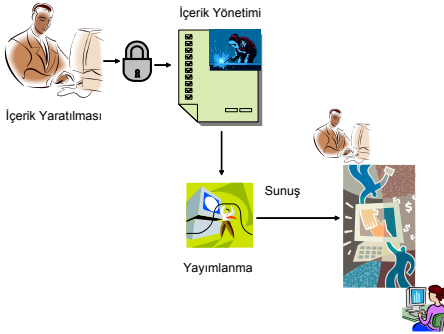 İçerik Yönetimi
İçerik Yaratılması
Sunuş
Yayımlanma